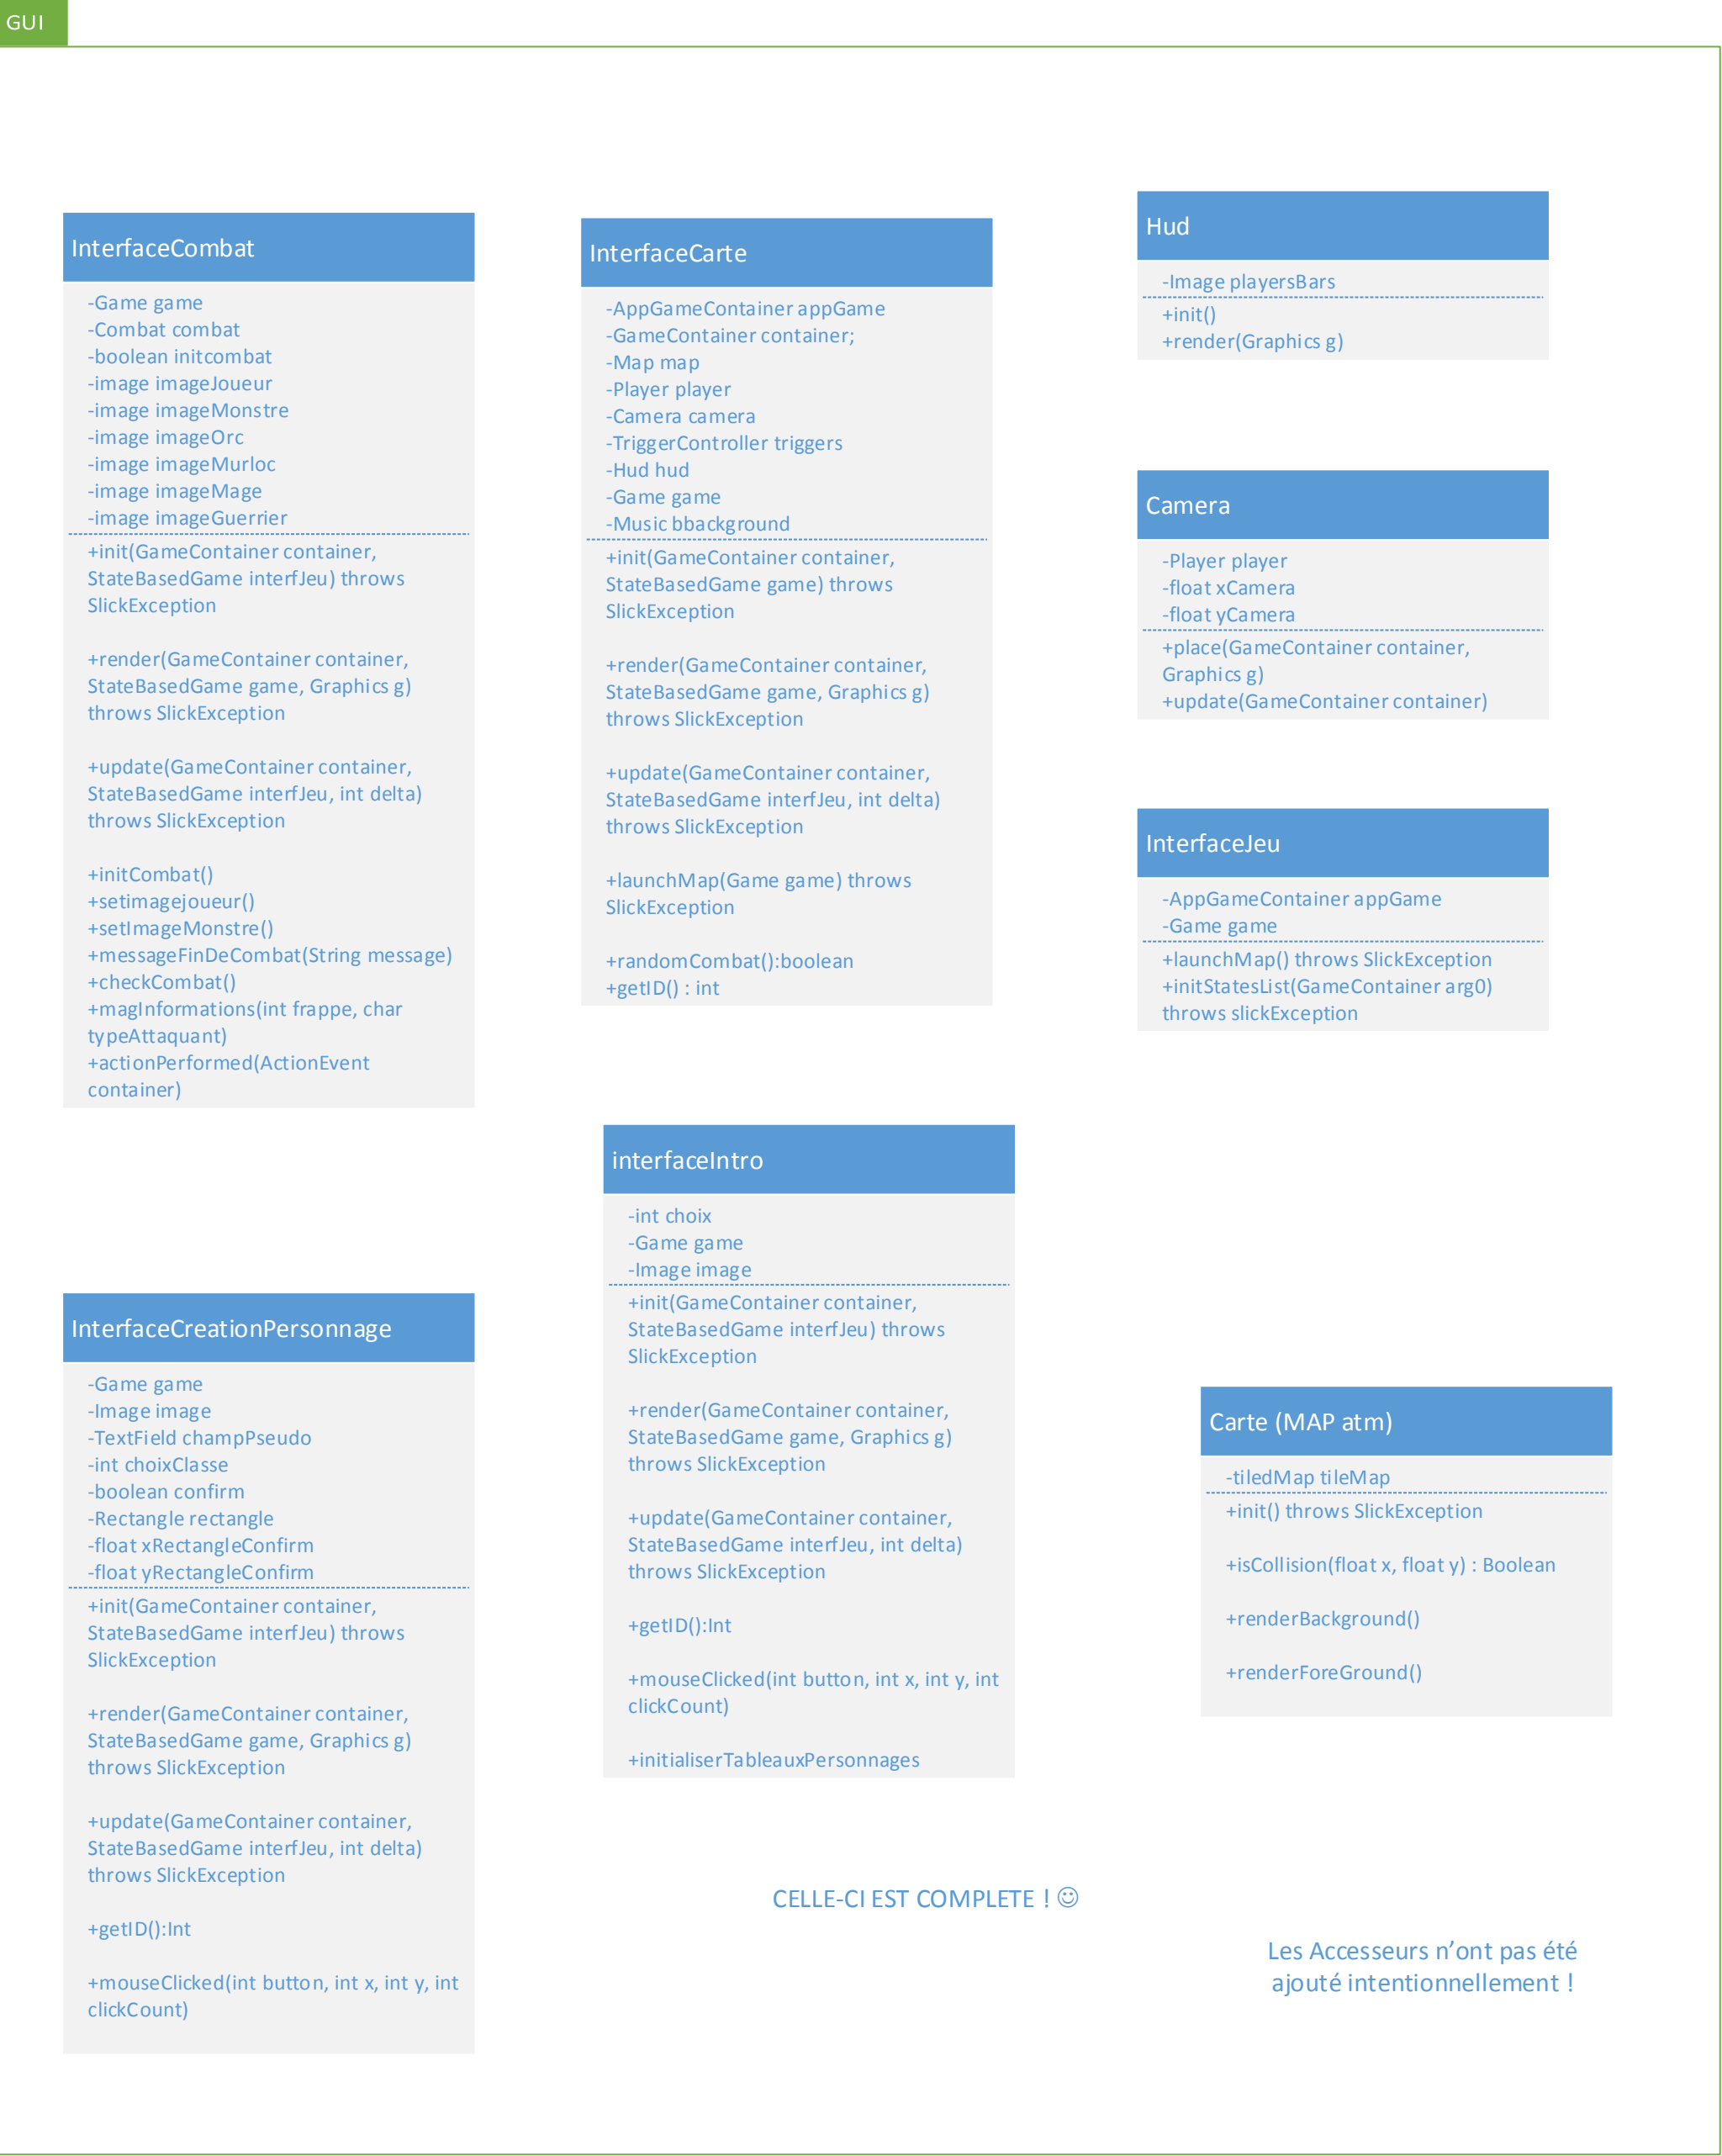 GUI
InterfaceCombat
-Game game
-Combat combat
-boolean initcombat
-image imageJoueur
-image imageMonstre
-image imageOrc
-image imageMurloc
-image imageMage
-image imageGuerrier
+init(GameContainer container,
StateBasedGame interfJeu) throws
SlickException
+render(GameContainer container,
StateBasedGame game, Graphics g)
throws SlickException
+update(GameContainer container,
StateBasedGame interfJeu, int delta)
throws SlickException
+initCombat()
+setimagejoueur()
+setImageMonstre()
+messageFinDeCombat(String message)
+checkCombat()
+magInformations(int frappe, char
typeAttaquant)
+actionPerformed(ActionEvent
container)
InterfaceCarte
-AppGameContainer appGame
-GameContainer container;
-Map map
-Player player
-Camera camera
-TriggerController triggers
-Hud hud
-Game game
-Music bbackground
+init(GameContainer container,
StateBasedGame game) throws
SlickException
+render(GameContainer container,
StateBasedGame game, Graphics g)
throws SlickException
+update(GameContainer container,
StateBasedGame interfJeu, int delta)
throws SlickException
+launchMap(Game game) throws
SlickException
+randomCombat():boolean
+getID() : int
Hud
-Image playersBars
+init()
+render(Graphics g)
Camera
-Player player
-float xCamera
-float yCamera
+place(GameContainer container,
Graphics g)
+update(GameContainer container)
InterfaceJeu
-AppGameContainer appGame
-Game game
+launchMap() throws SlickException
+initStatesList(GameContainer arg0)
throws slickException
interfaceIntro
-int choix
-Game game
-Image image
+init(GameContainer container,
StateBasedGame interfJeu) throws
SlickException
+render(GameContainer container,
StateBasedGame game, Graphics g)
throws SlickException
+update(GameContainer container,
StateBasedGame interfJeu, int delta)
throws SlickException
+getID():Int
+mouseClicked(int button, int x, int y, int
clickCount)
+initialiserTableauxPersonnages
InterfaceCreationPersonnage
-Game game
-Image image
-TextField champPseudo
-int choixClasse
-boolean confirm
-Rectangle rectangle
-float xRectangleConfirm
-float yRectangleConfirm
+init(GameContainer container,
StateBasedGame interfJeu) throws
SlickException
+render(GameContainer container,
StateBasedGame game, Graphics g)
throws SlickException
+update(GameContainer container,
StateBasedGame interfJeu, int delta)
throws SlickException
+getID():Int
+mouseClicked(int button, int x, int y, int
clickCount)
Carte (MAP atm)
-tiledMap tileMap
+init() throws SlickException
+isCollision(float x, float y) : Boolean
+renderBackground()
+renderForeGround()
CELLE-CI EST COMPLETE ! ☺
Les Accesseurs n’ont pas été
ajouté intentionnellement !